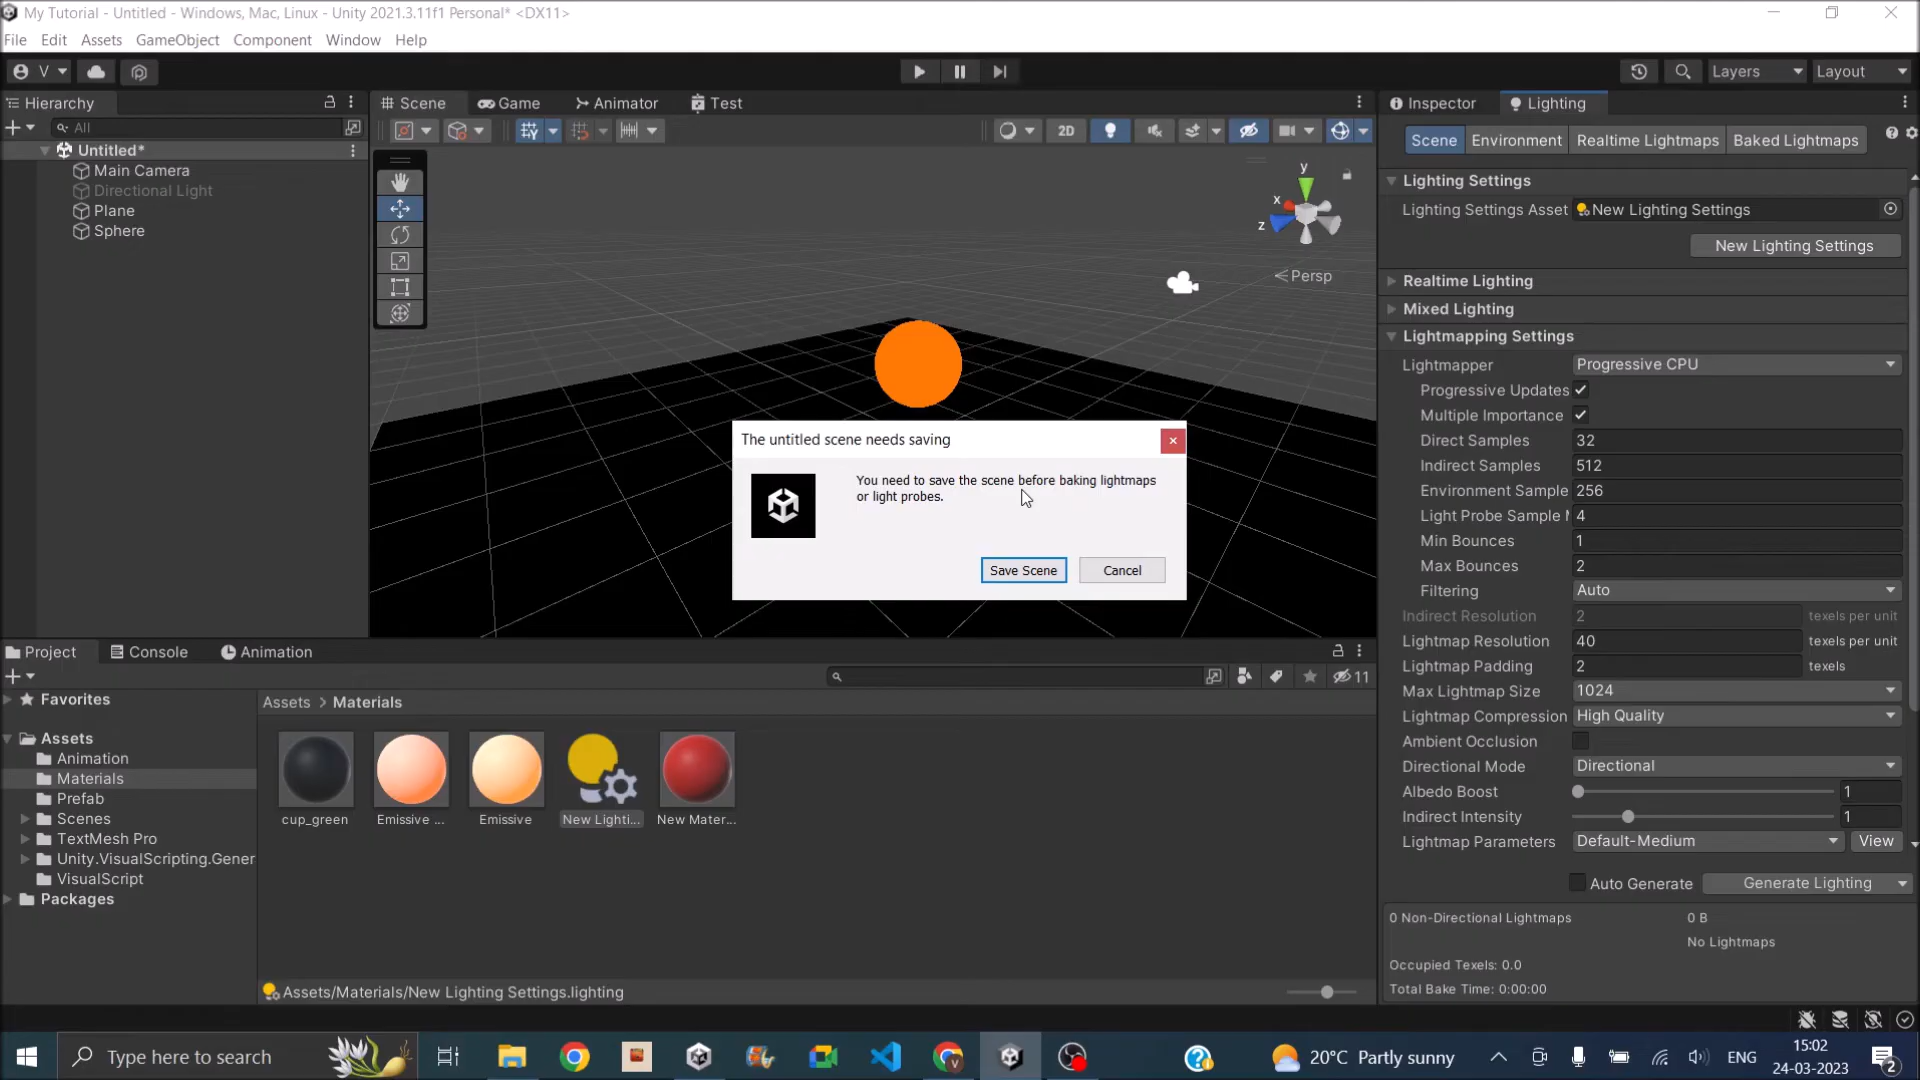 My Tutorial - Untitled - Windows, Mac, Linux - Unity 2021.3.11f1 Personal* <DX11>
File Edit Assets GameObject Component Window Help
V Layers Layout
Hierarchy
All
Untitled*
Main Camera
Directional Light
Plane
Sphere
Scene Game Animator Test
2D
y
x
z
Persp
The untitled scene needs saving
You need to save the scene before baking lightmaps
or light probes.
Save Scene Cancel
Inspector Lighting
Scene Environment Realtime Lightmaps Baked Lightmaps
Lighting Settings
Lighting Settings Asset New Lighting Settings
New Lighting Settings
Realtime Lighting
Mixed Lighting
Lightmapping Settings
Lightmapper Progressive CPU
Progressive Updates
Multiple Importance
Direct Samples 32
Indirect Samples 512
Environment Sample 256
Light Probe Sample 4
Min Bounces 1
Max Bounces 2
Filtering Auto
Indirect Resolution 2 texels per unit
Lightmap Resolution 40 texels per unit
Lightmap Padding 2 texels
Max Lightmap Size 1024
Lightmap Compression High Quality
Ambient Occlusion
Directional Mode Directional
Albedo Boost 1
Indirect Intensity 1
Lightmap Parameters Default-Medium View
Auto Generate Generate Lighting
0 Non-Directional Lightmaps 0 B
No Lightmaps
Occupied Texels: 0.0
Total Bake Time: 0:00:00
Project Console Animation
11
Favorites
Assets
Animation
Materials
Prefab
Scenes
TextMesh Pro
Unity.VisualScripting.Gener
VisualScript
Packages
Assets > Materials
cup_green Emissive ... Emissive New Lighti... New Mater...
Assets/Materials/New Lighting Settings.lighting
Type here to search
20°C Partly sunny
ENG
15:02
24-03-2023
2